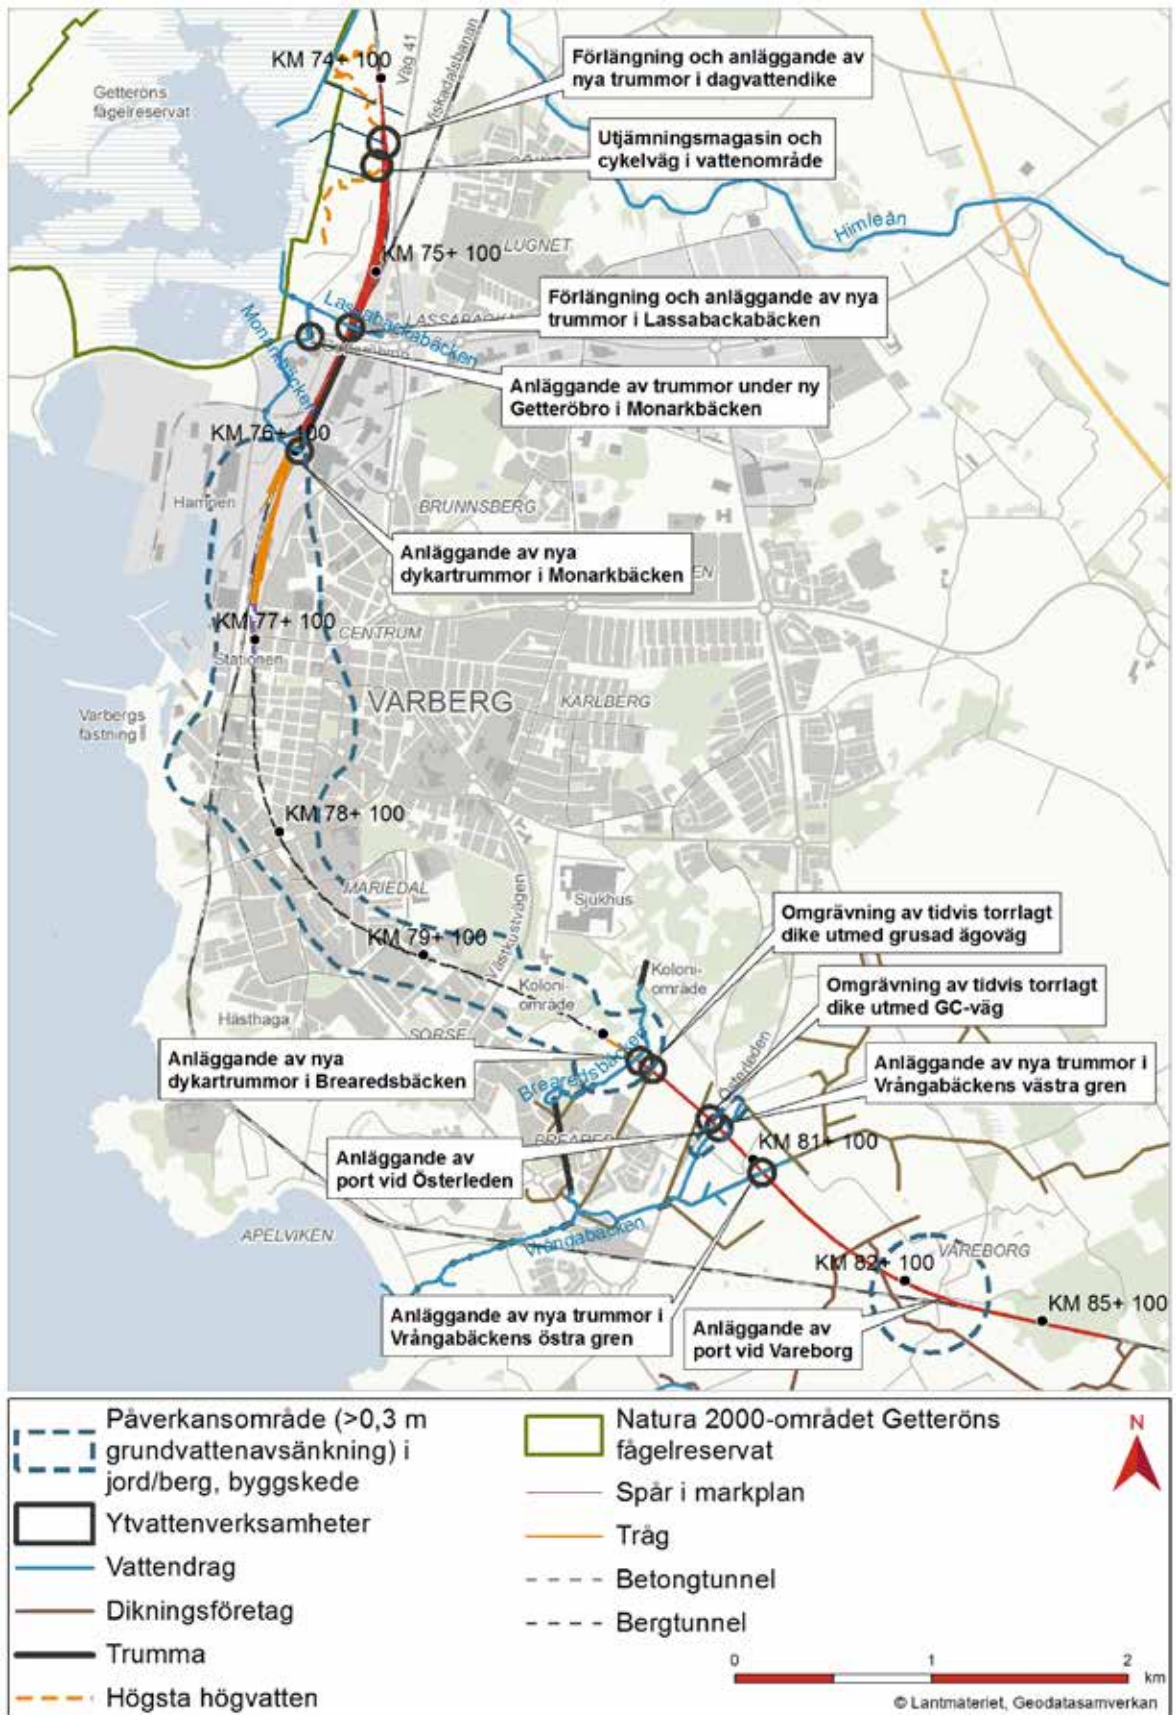 KM 74+ 100
Väg 41
Viskadalsbanan
Förlängning och anläggande av
nya trummor i dagvattendike
Getteröns
fågelreservat
Utjämningsmagasin och
cykelväg i vattenområde
Himleån
KM 75+ 100
LUGNET
Förlängning och anläggande av nya
trummor i Lassabackabäcken
Lassabackabäcken
Monarkbäcken
Anläggande av trummor under ny
Getteröbro i Monarkbäcken
KM 76+ 100
Hamnen
BRUNNSBERG
Anläggande av nya
dykartrummor i Monarkbäcken
KM 77+ 100
CENTRUM
Stationen
VARBERG
KARLBERG
Varbergs
fästning
KM 78+ 100
MARIEDAL
Sjukhus
Västkustvägen
KM 79+ 100
Omgrävning av tidvis torrlagt
dike utmed grusad ägoväg
Koloni-
område
Koloni-
område
Omgrävning av tidvis torrlagt
dike utmed GC-väg
Hästhaga
SÖRSE
Anläggande av nya
dykartrummor i Brearedsbäcken
Brearedsbäcken
Österleden
Anläggande av nya trummor i
Vrångabäckens västra gren
BREARED
KM 81+ 100
Anläggande av
port vid Österleden
APELVIKEN
Vrångabäcken
VAREBORG
KM 82+ 100
KM 85+ 100
Anläggande av nya trummor i
Vrångabäckens östra gren
Anläggande av
port vid Vareborg
Påverkansområde (>0,3 m
grundvattenavsänkning) i
jord/berg, byggskede
Ytvattenverksamheter
Vattendrag
Dikningsföretag
Trumma
Högsta högvatten
Natura 2000-området Getteröns
fågelreservat
Spår i markplan
Tråg
Betongtunnel
Bergtunnel
N
0 1 2
km
© Lantmäteriet, Geodatasamverkan